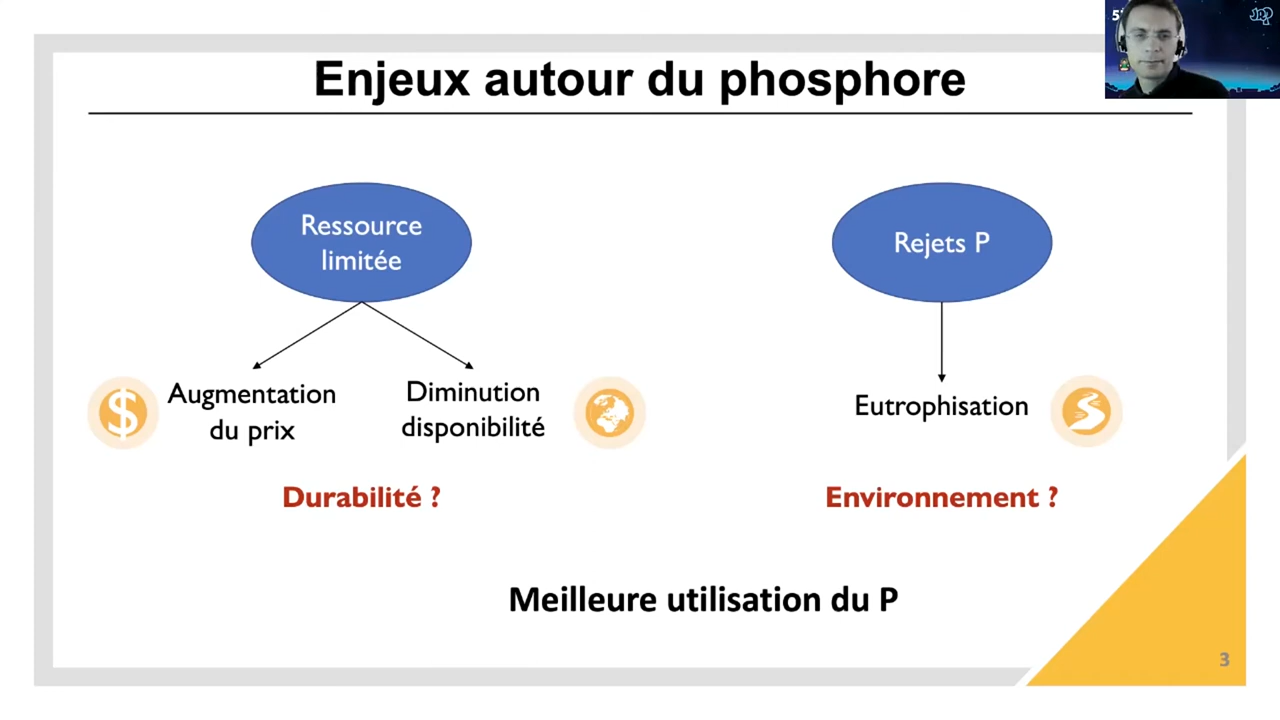 Enjeux autour du phosphore
Ressource
limitée
Rejets P
Augmentation
du prix
Diminution
disponibilité
Eutrophisation
Durabilité ?
Environnement ?
Meilleure utilisation du P
3